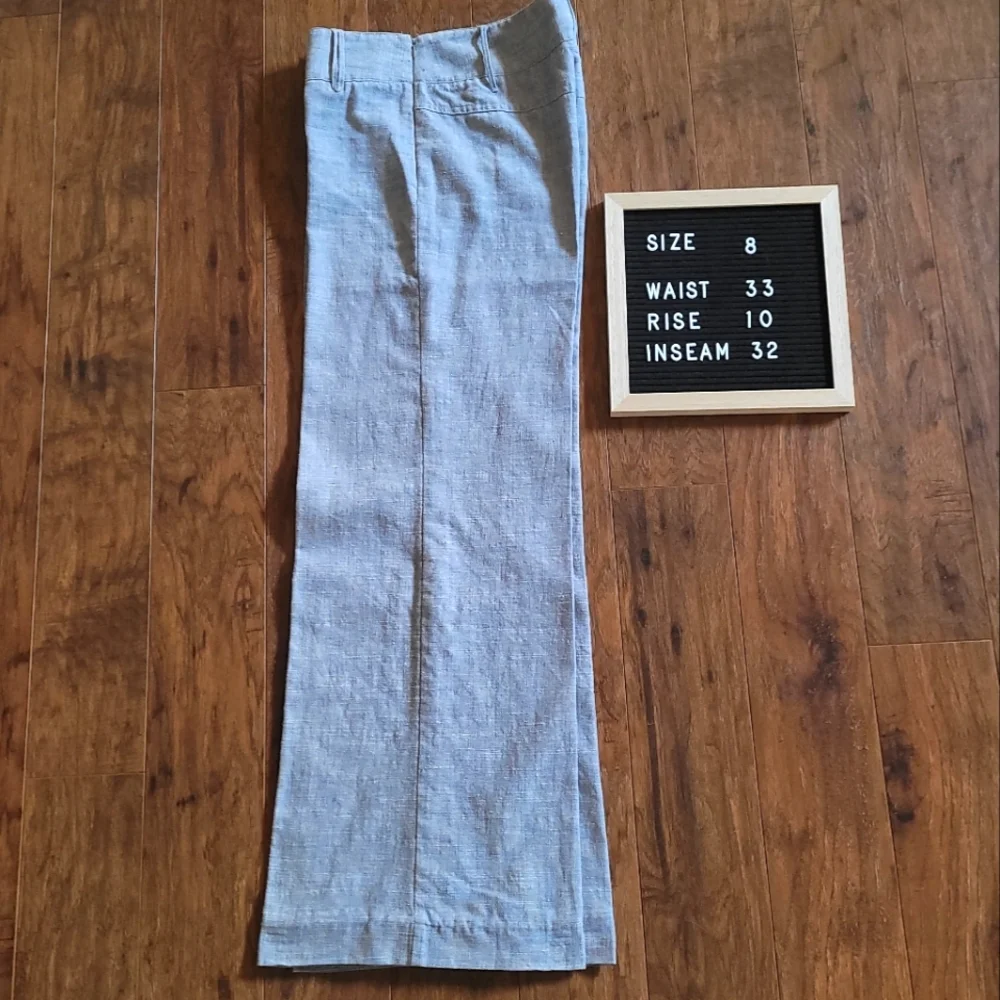 SIZE 8
WAIST 33
RISE 10
INSEAM 32